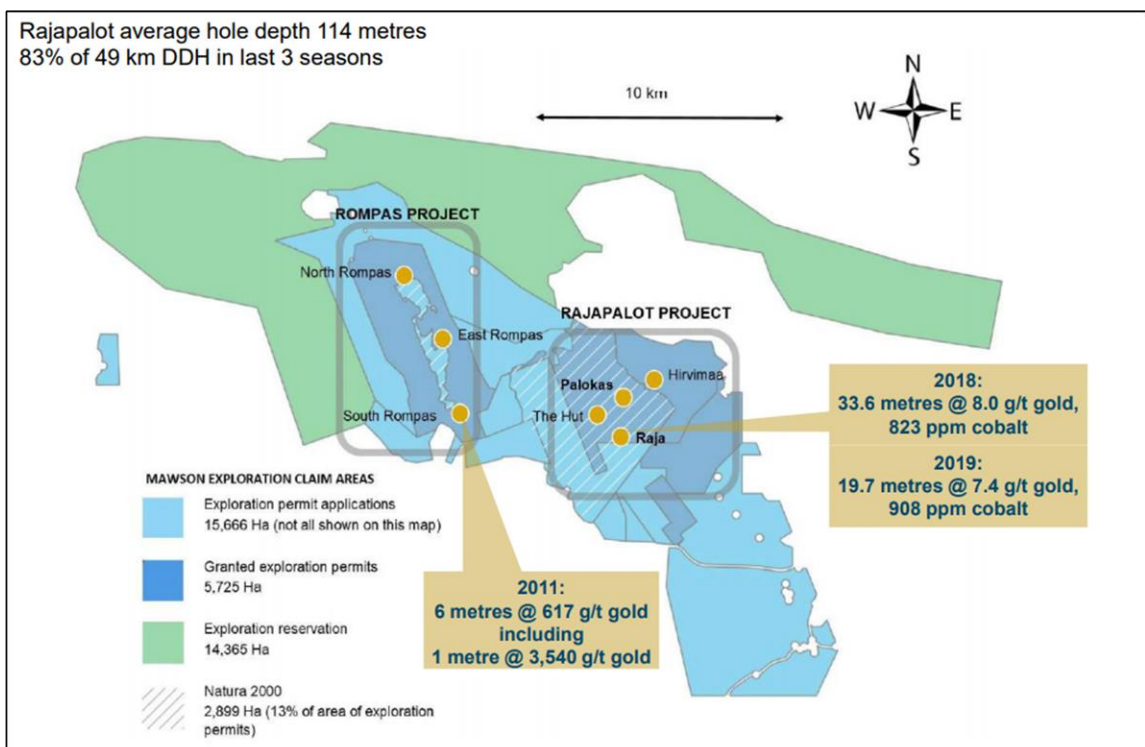 Rajapalot average hole depth 114 metres
83% of 49 km DDH in last 3 seasons
10 km
N
W
E
S
ROMPAS PROJECT
North Rompas
East Rompas
South Rompas
RAJAPALOT PROJECT
Hirvimaa
Palokas
The Hut
Raja
2018:
33.6 metres @ 8.0 g/t gold,
823 ppm cobalt
2019:
19.7 metres @ 7.4 g/t gold,
908 ppm cobalt
2011:
6 metres @ 617 g/t gold
including
1 metre @ 3,540 g/t gold
MAWSON EXPLORATION CLAIM AREAS
Exploration permit applications
15,666 Ha (not all shown on this map)
Granted exploration permits
5,725 Ha
Exploration reservation
14,365 Ha
Natura 2000
2,899 Ha (13% of area of exploration
permits)